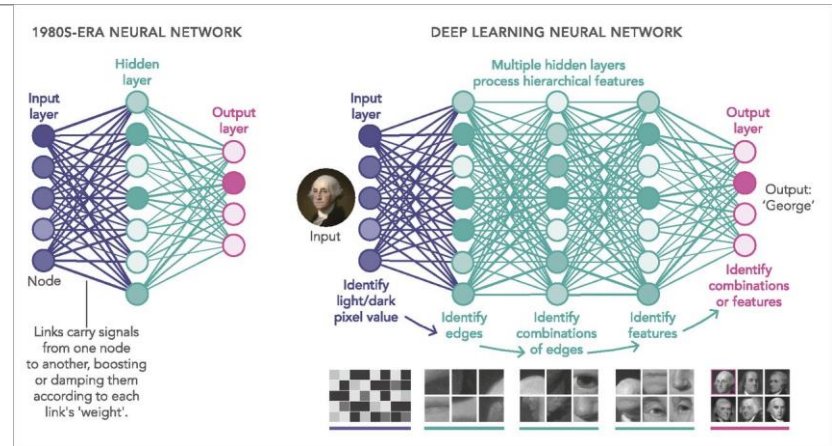 1980S-ERA NEURAL NETWORK
Hidden
layer
Input
layer
Output
layer
Node
Links carry signals
from one node
to another, boosting
or damping them
according to each
link's 'weight'.
DEEP LEARNING NEURAL NETWORK
Multiple hidden layers
process hierarchical features
Input
layer
Output
layer
Input
Output:
'George'
Identify
light/dark
pixel value
Identify
edges
Identify
combinations
of edges
Identify
features
Identify
combinations
or features